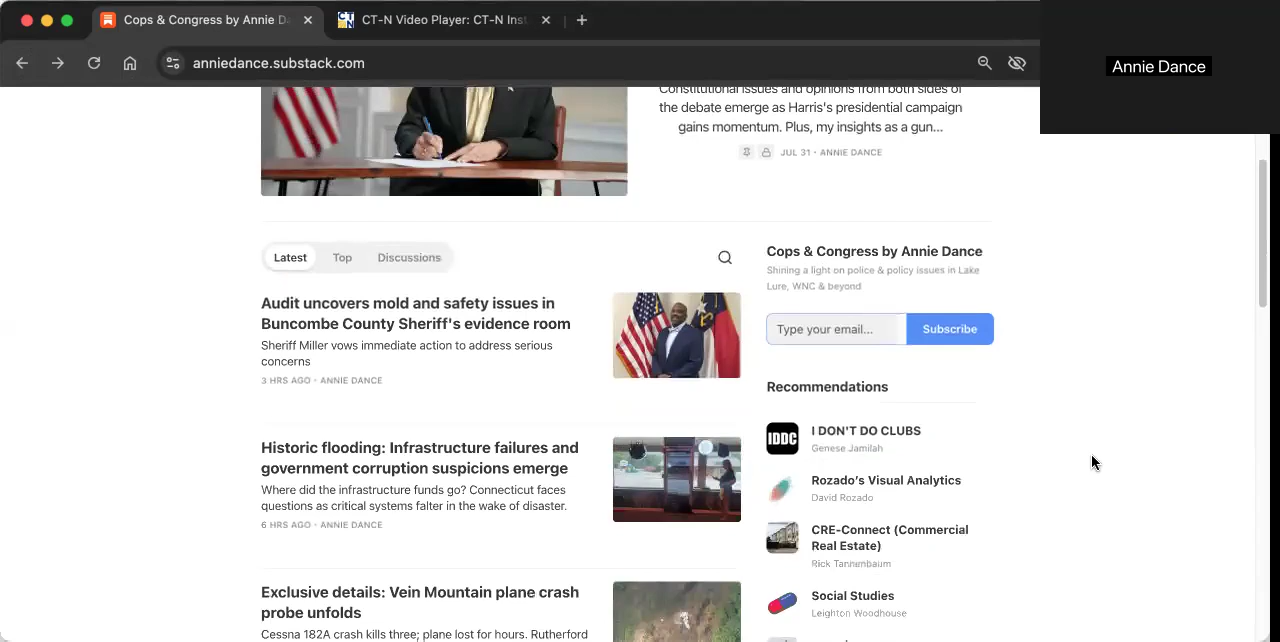 Cops & Congress by Annie D
CT-N Video Player: CT-N Inst
anniedance.substack.com
Annie Dance
Constitutional issues and opinions from both sides of
the debate emerge as Harris's presidential campaign
gains momentum. Plus, my insights as a gun...
JUL 31 · ANNIE DANCE
Latest
Top
Discussions
Audit uncovers mold and safety issues in
Buncombe County Sheriff's evidence room
Sheriff Miller vows immediate action to address serious
concerns
3 HRS AGO · ANNIE DANCE
Historic flooding: Infrastructure failures and
government corruption suspicions emerge
Where did the infrastructure funds go? Connecticut faces
questions as critical systems falter in the wake of disaster.
6 HRS AGO · ANNIE DANCE
Exclusive details: Vein Mountain plane crash
probe unfolds
Cessna 182A crash kills three; plane lost for hours. Rutherford
Cops & Congress by Annie Dance
Shining a light on police & policy issues in Lake
Lure, WNC & beyond
Type your email...
Subscribe
Recommendations
IDDC
I DON'T DO CLUBS
Genese Jamilah
Rozado's Visual Analytics
David Rozado
CRE-Connect (Commercial
Real Estate)
Rick Tannenbaum
Social Studies
Leighton Woodhouse